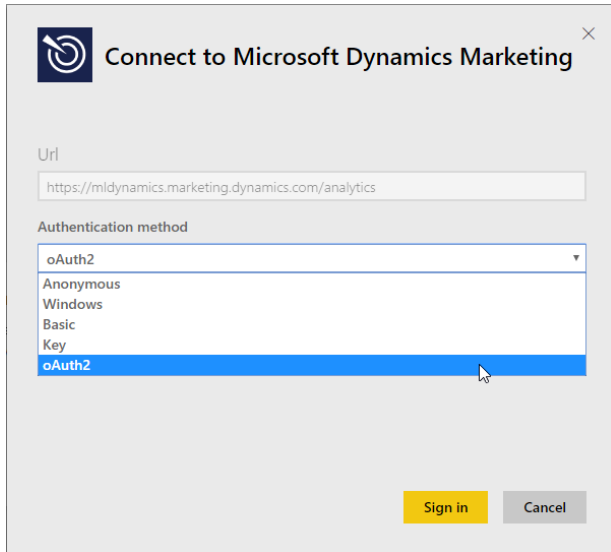 Connect to Microsoft Dynamics Marketing
Url
https://mldynamics.marketing.dynamics.com/analytics
Authentication method
oAuth2
Anonymous
Windows
Basic
Key
oAuth2
Sign in
Cancel